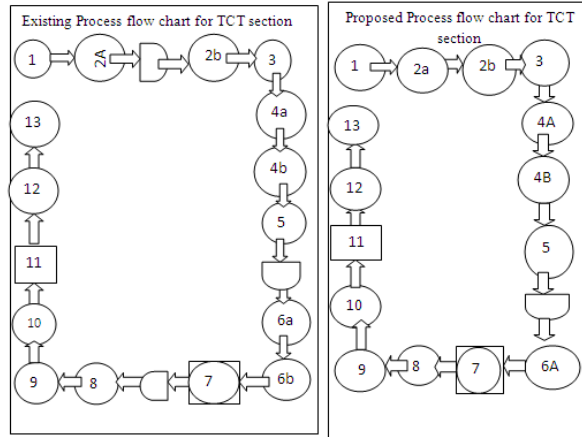 Existing Process flow chart for TCT section
1
2A
2b
3
4a
4b
5
6a
6b
7
8
9
10
11
12
13
Proposed Process flow chart for TCT
section
1
2a
2b
3
4A
4B
5
6A
7
8
9
10
11
12
13